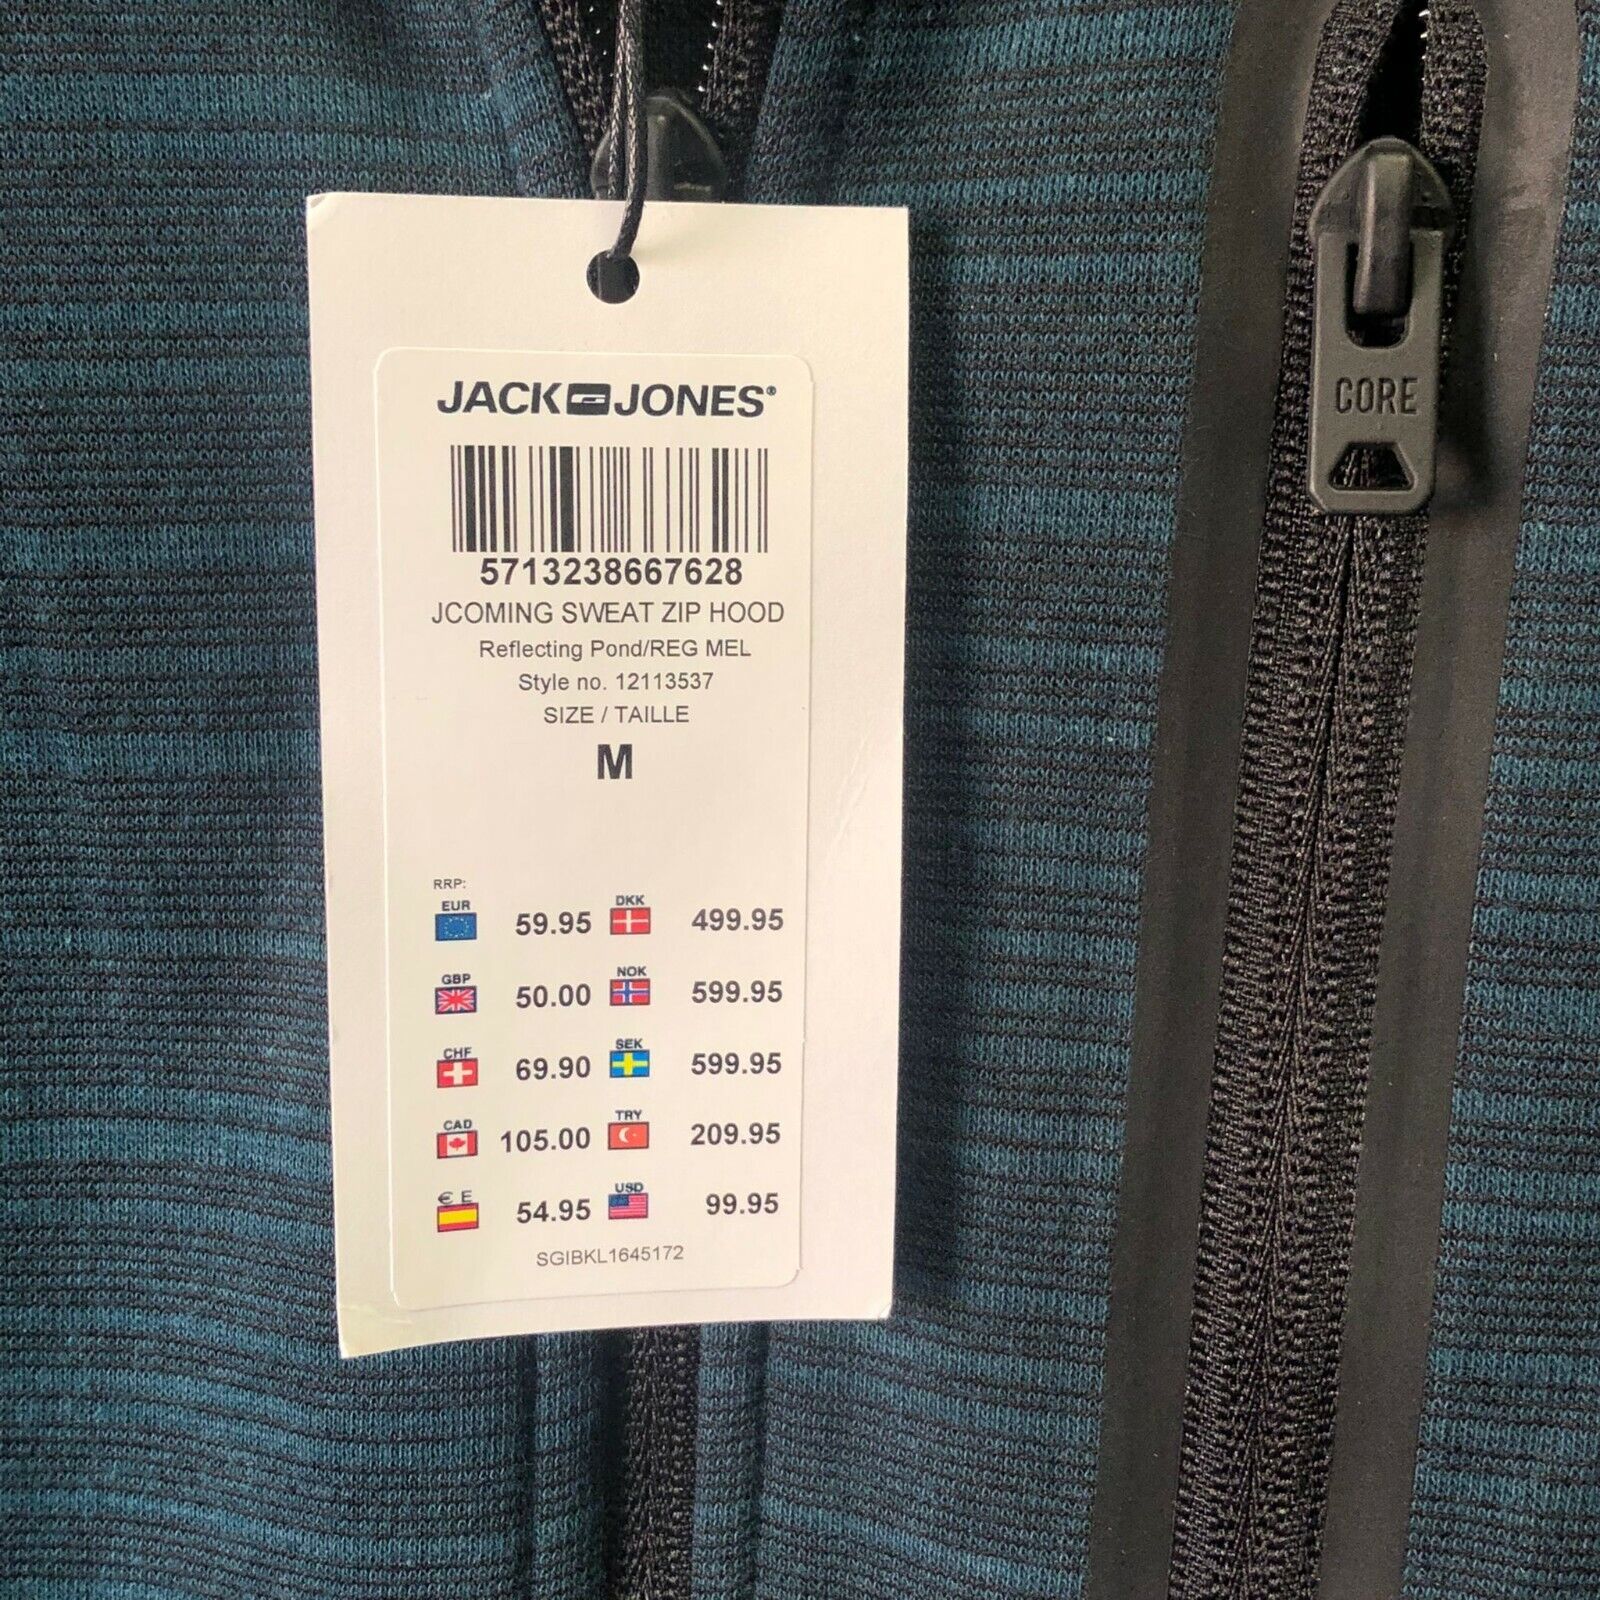 JACK JONES®
5713238667628
JCOMING SWEAT ZIP HOOD
Reflecting Pond/REG MEL
Style no. 12113537
SIZE / TAILLE
M
RRP:
EUR 59.95 DKK 499.95
GBP 50.00 NOK 599.95
CHF 69.90 SEK 599.95
CAD 105.00 TRY 209.95
€ E 54.95 USD 99.95
SGIBKL1645172
CORE